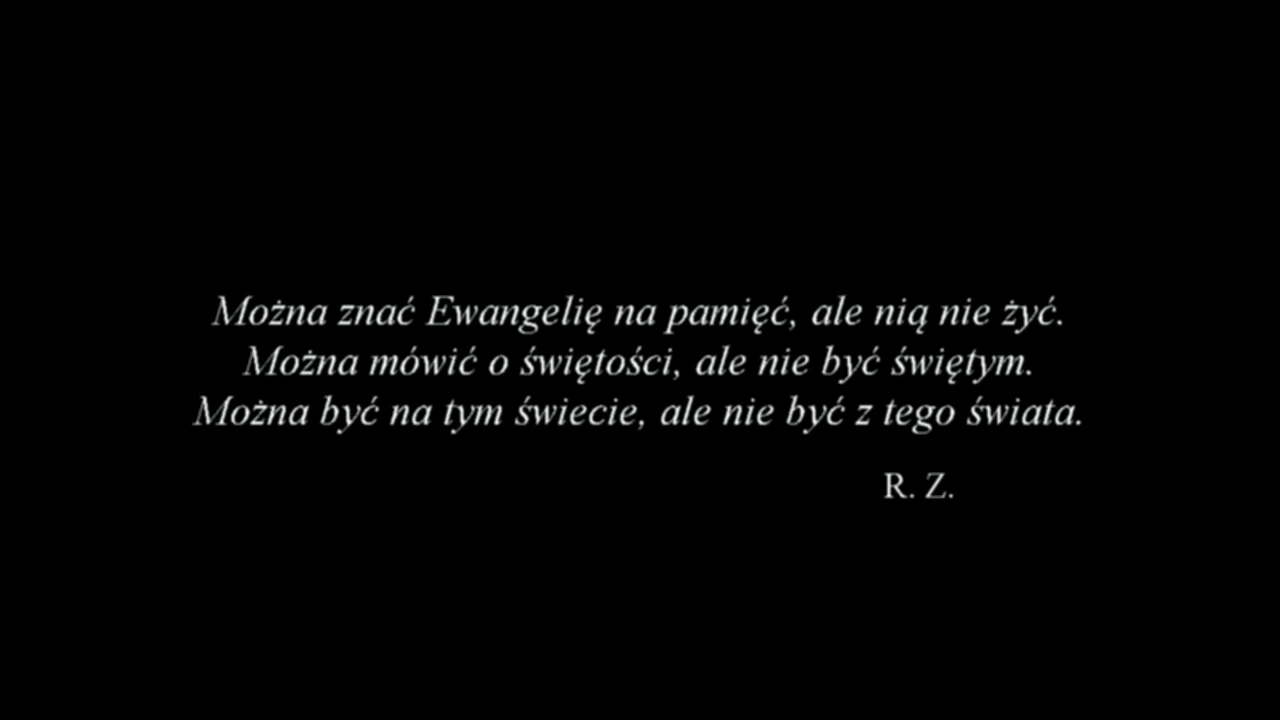 Można znać Ewangelię na pamięć, ale nią nie żyć.
Można mówić o świętości, ale nie być świętym.
Można być na tym świecie, ale nie być z tego świata.
R. Z.